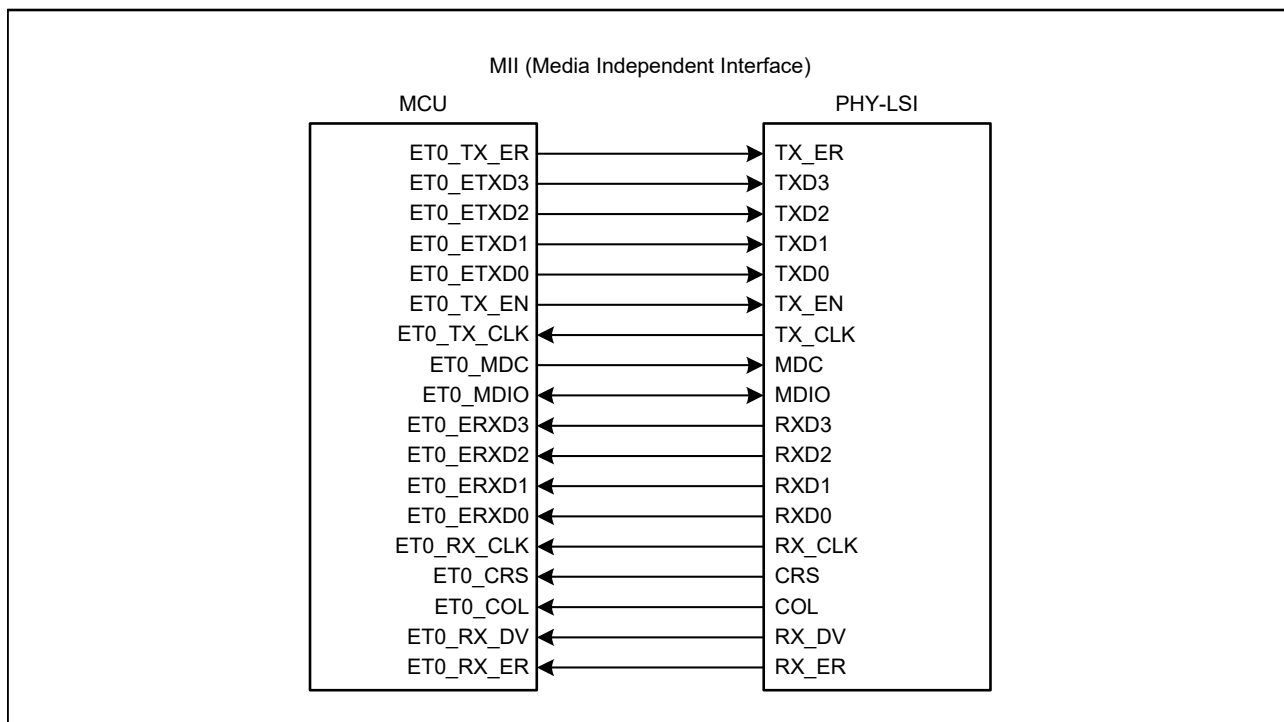 MII (Media Independent Interface)
MCU PHY-LSI
ET0_TX_ER TX_ER
ET0_ETXD3 TXD3
ET0_ETXD2 TXD2
ET0_ETXD1 TXD1
ET0_ETXD0 TXD0
ET0_TX_EN TX_EN
ET0_TX_CLK TX_CLK
ET0_MDC MDC
ET0_MDIO MDIO
ET0_ERXD3 RXD3
ET0_ERXD2 RXD2
ET0_ERXD1 RXD1
ET0_ERXD0 RXD0
ET0_RX_CLK RX_CLK
ET0_CRS CRS
ET0_COL COL
ET0_RX_DV RX_DV
ET0_RX_ER RX_ER